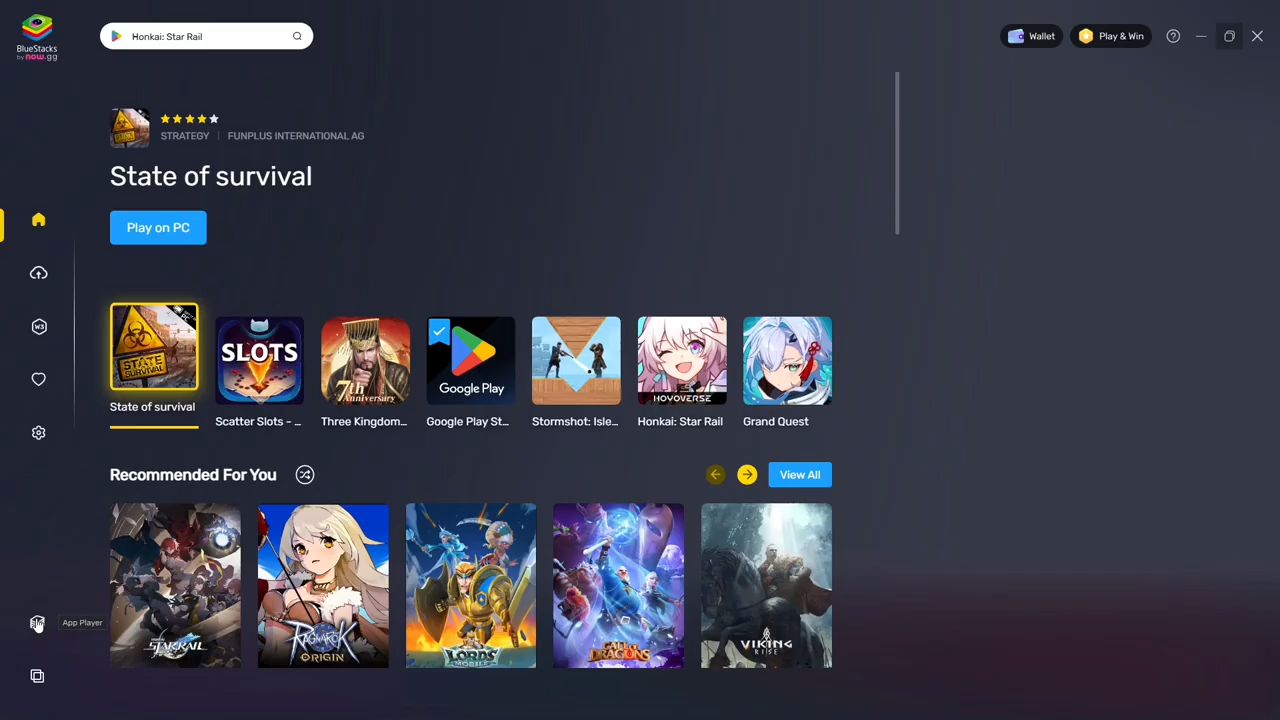 BlueStacks
by now.gg
Honkai: Star Rail
Wallet
Play & Win
STRATEGY
FUNPLUS INTERNATIONAL AG
State of survival
Play on PC
STATE
SURVIVAL
SLOTS
7th
Anniversary
Google Play
HOYOVERSE
State of survival
Scatter Slots - ...
Three Kingdom...
Google Play St...
Stormshot: Isle...
Honkai: Star Rail
Grand Quest
Recommended For You
View All
STAR RAIL
RAGNAROK
ORIGIN
LORDS
MOBILE
CALL OF
DRAGONS
VIKING
RISE
App Player